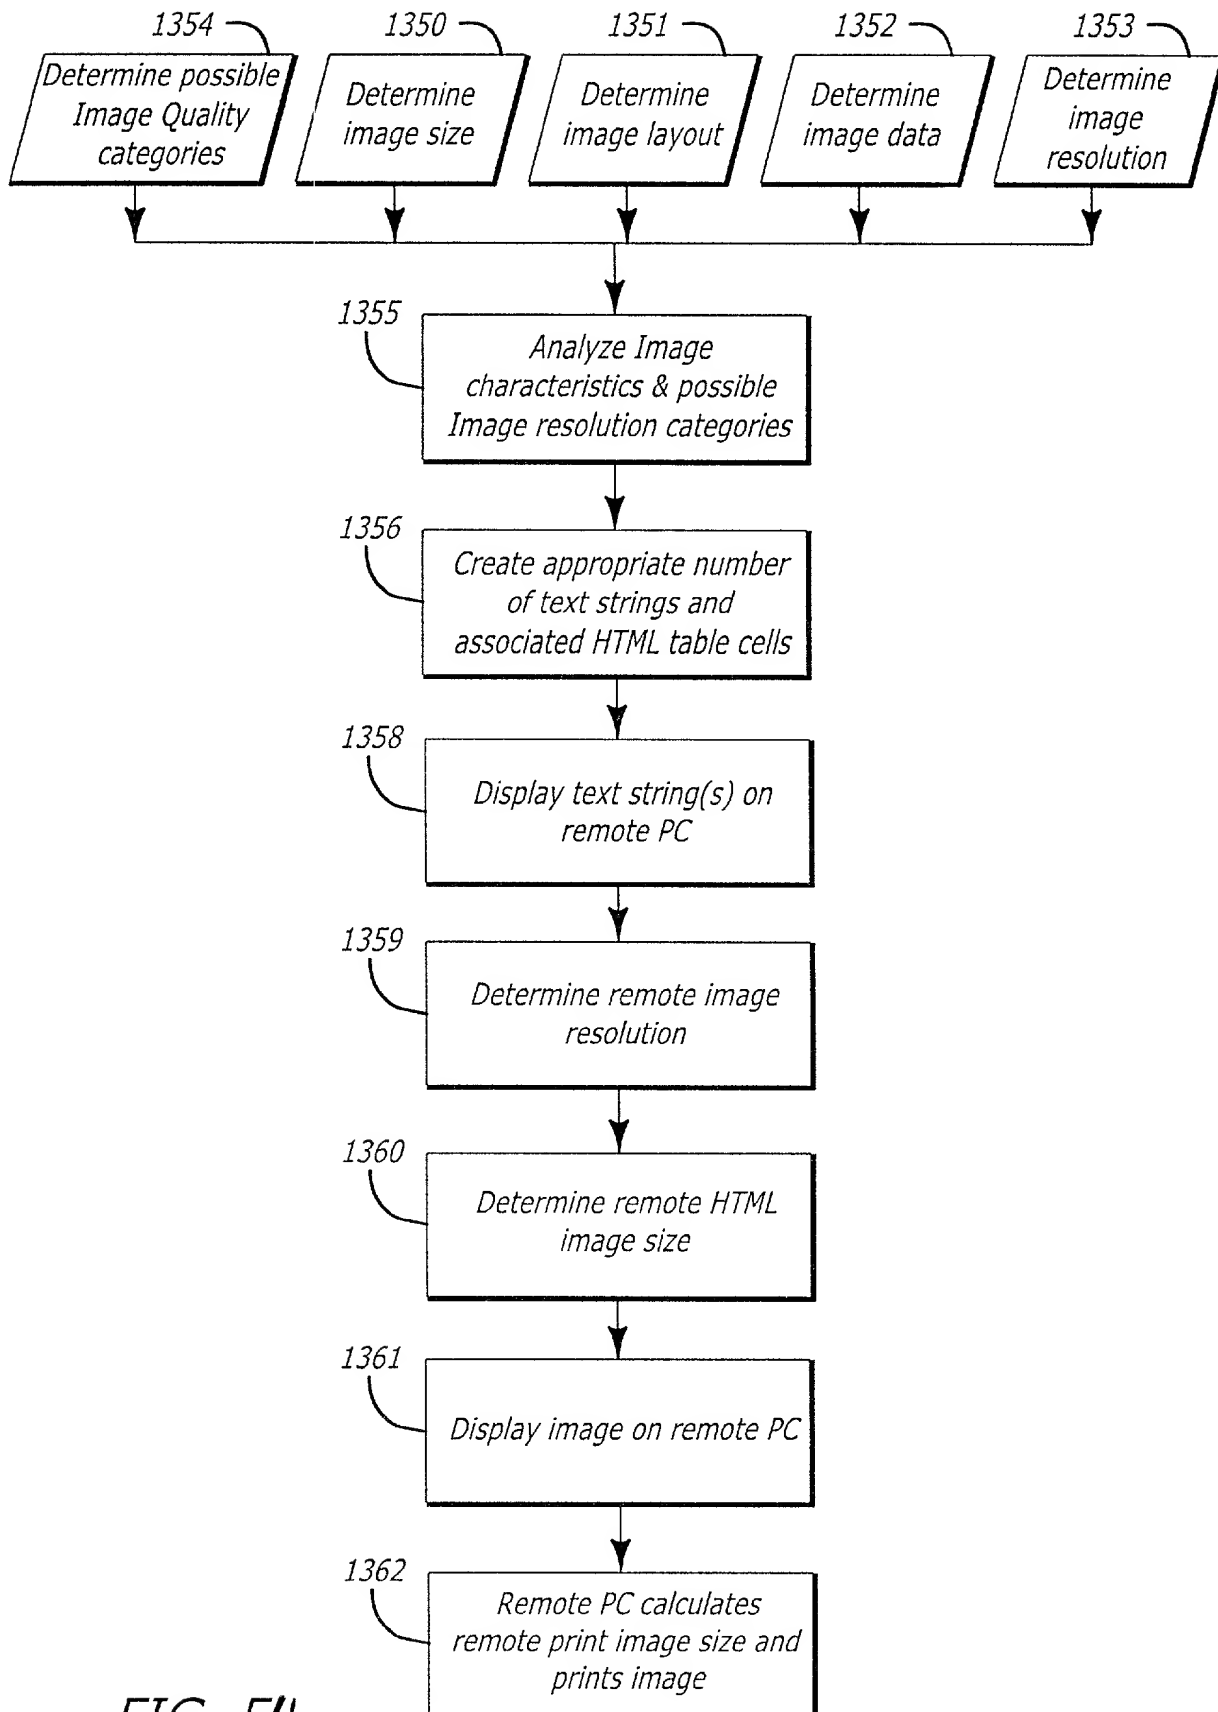 1354
1350
1351
1352
1353
Determine possible
Image Quality
categories
Determine
image size
Determine
image layout
Determine
image data
Determine
image
resolution
1355
Analyze Image
characteristics & possible
Image resolution categories
1356
Create appropriate number
of text strings and
associated HTML table cells
1358
Display text string(s) on
remote PC
1359
Determine remote image
resolution
1360
Determine remote HTML
image size
1361
Display image on remote PC
1362
Remote PC calculates
remote print image size and
prints image
FIG.